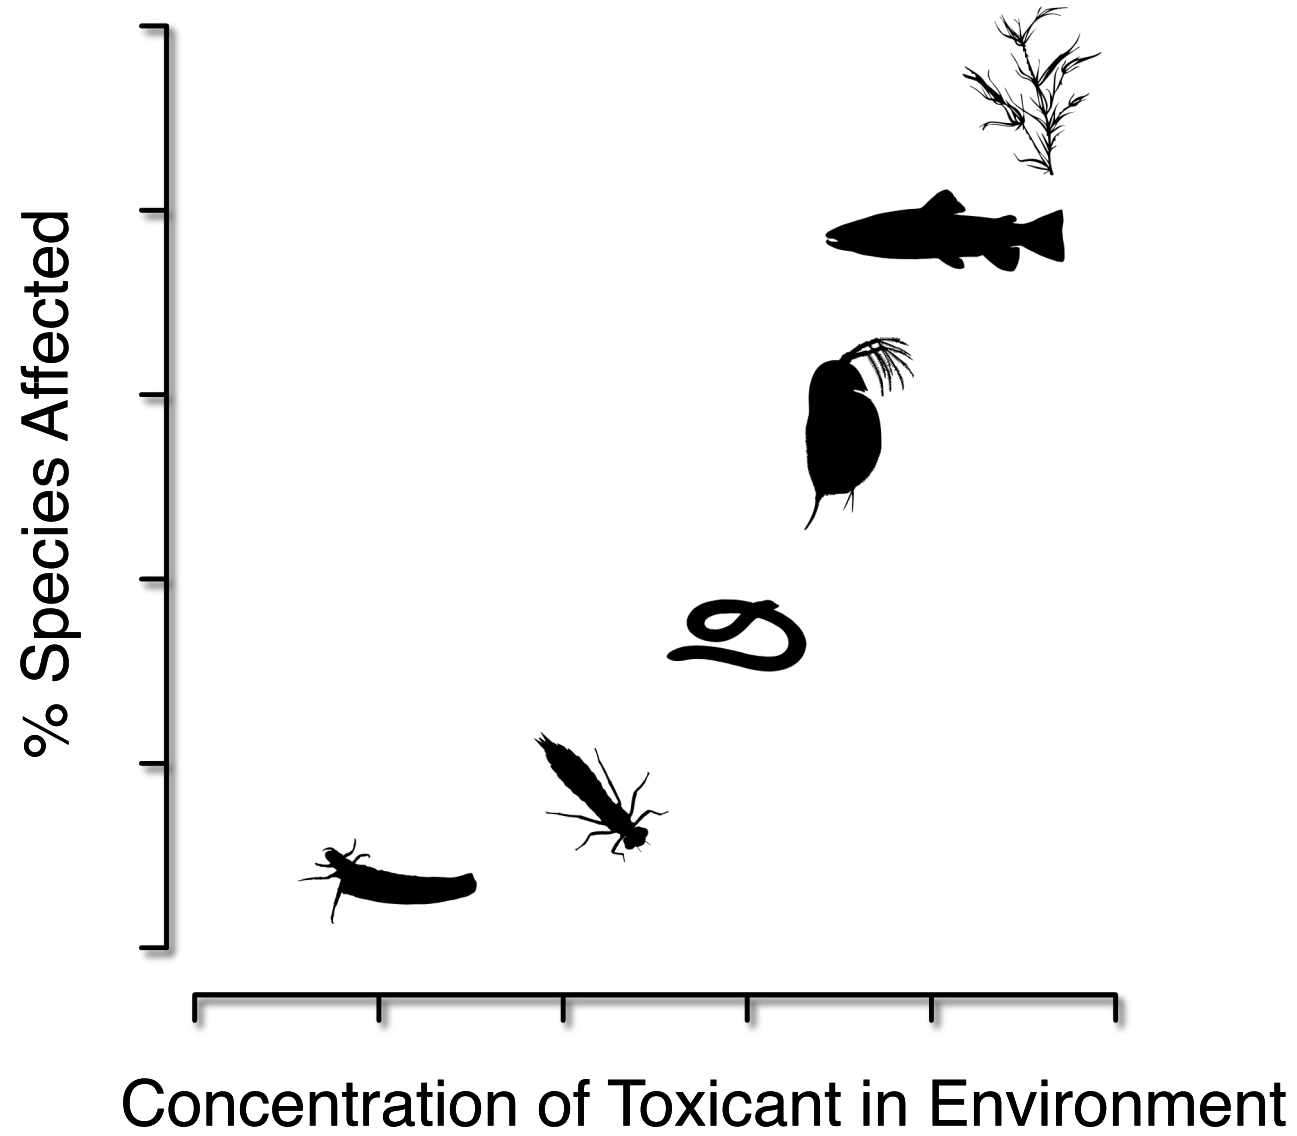 % Species Affected
Concentration of Toxicant in Environment